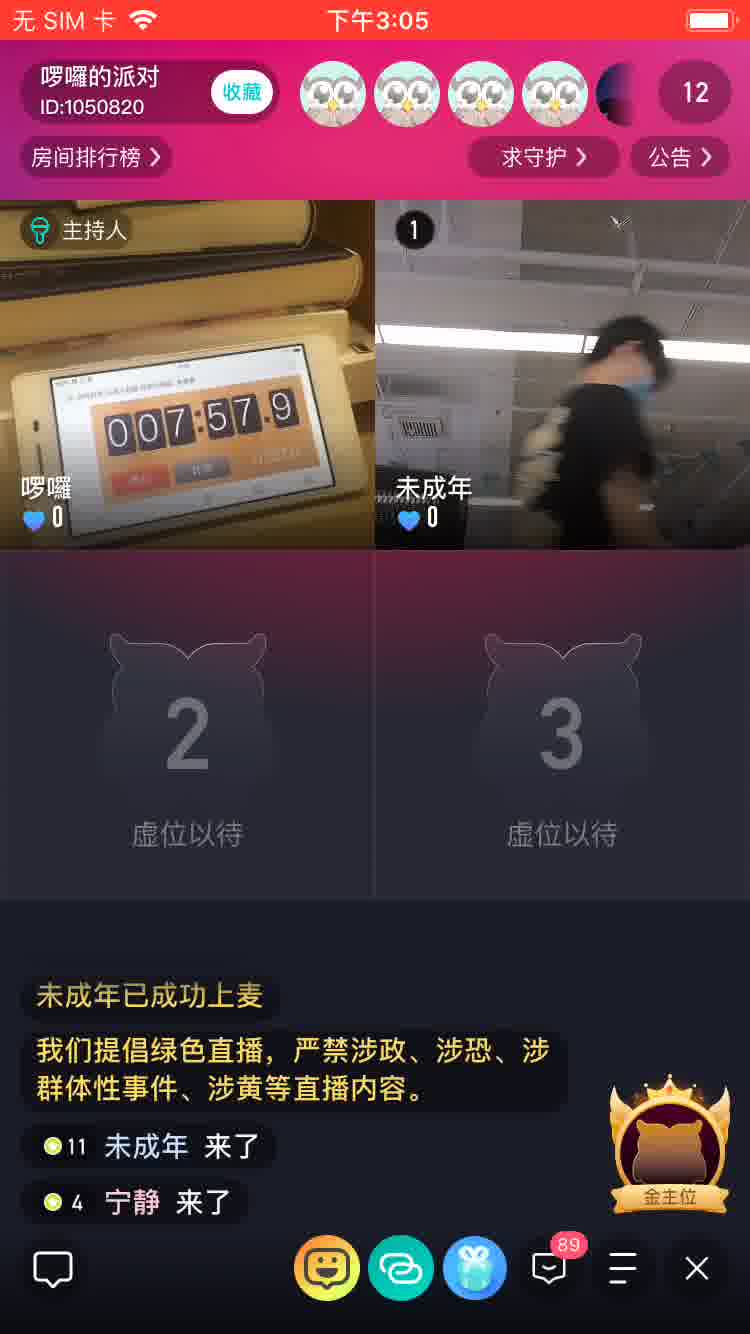 无 SIM 卡
下午3:05
啰囉的派对
ID:1050820
收藏
12
房间排行榜
求守护
公告
主持人
1
007:57.9
啰囉
0
未成年
0
2
虚位以待
3
虚位以待
未成年已成功上麦
我们提倡绿色直播，严禁涉政、涉恐、涉
群体性事件、涉黄等直播内容。
11 未成年 来了
4 宁静 来了
金主位
89